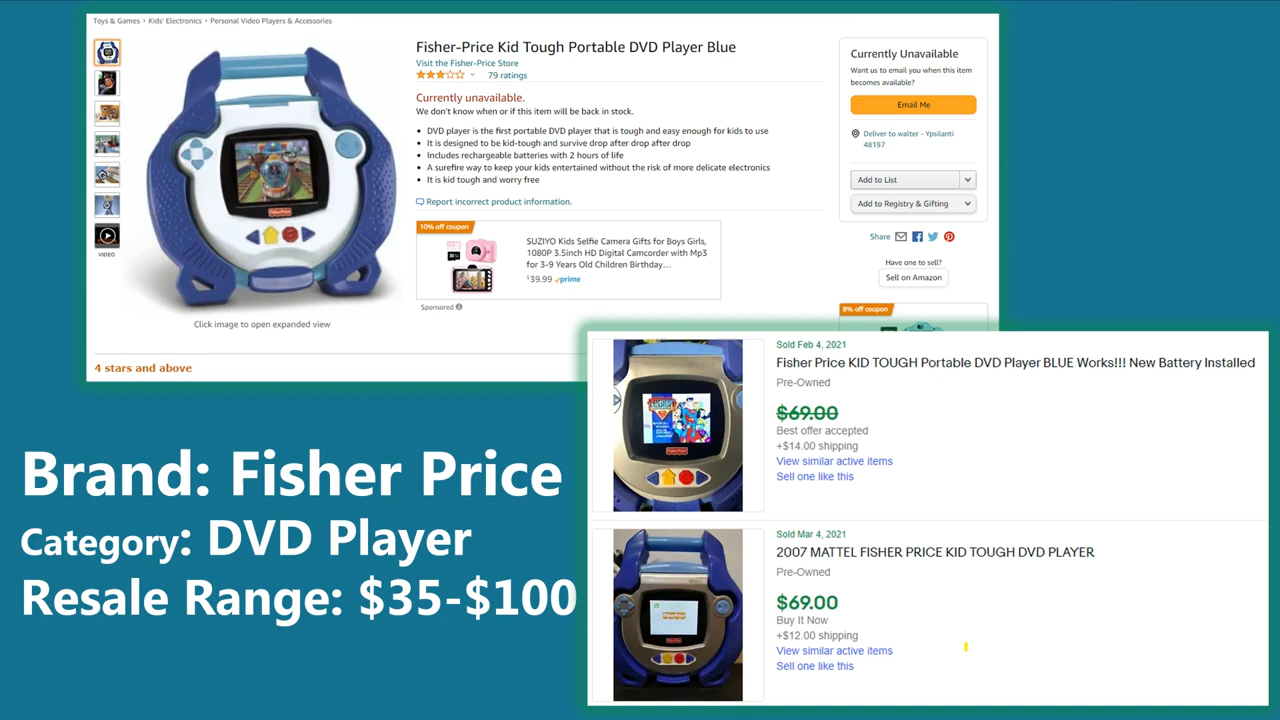 Toys & Games › Kids' Electronics › Personal Video Players & Accessories
Fisher-Price Kid Tough Portable DVD Player Blue
Visit the Fisher-Price Store
79 ratings
Currently unavailable.
We don't know when or if this item will be back in stock.
• DVD player is the first portable DVD player that is tough and easy enough for kids to use
• It is designed to be kid-tough and survive drop after drop after drop
• Includes rechargeable batteries with 2 hours of life
• A surefire way to keep your kids entertained without the risk of more delicate electronics
• It is kid tough and worry free
Report incorrect product information.
10% off coupon
SUZIYO Kids Selfie Camera Gifts for Boys Girls,
1080P 3.5inch HD Digital Camcorder with Mp3
for 3-9 Years Old Children Birthday...
$39.99 prime
Sponsored
VIDEO
Click image to open expanded view
4 stars and above
Currently Unavailable
Want us to email you when this item
becomes available?
Email Me
Deliver to walter - Ypsilanti
48197
Add to List
Add to Registry & Gifting
Share
Have one to sell?
Sell on Amazon
8% off coupon
Sold Feb 4, 2021
Fisher Price KID TOUGH Portable DVD Player BLUE Works!!! New Battery Installed
Pre-Owned
$69.00
Best offer accepted
+$14.00 shipping
View similar active items
Sell one like this
Sold Mar 4, 2021
2007 MATTEL FISHER PRICE KID TOUGH DVD PLAYER
Pre-Owned
$69.00
Buy It Now
+$12.00 shipping
View similar active items
Sell one like this
Brand: Fisher Price
Category: DVD Player
Resale Range: $35-$100